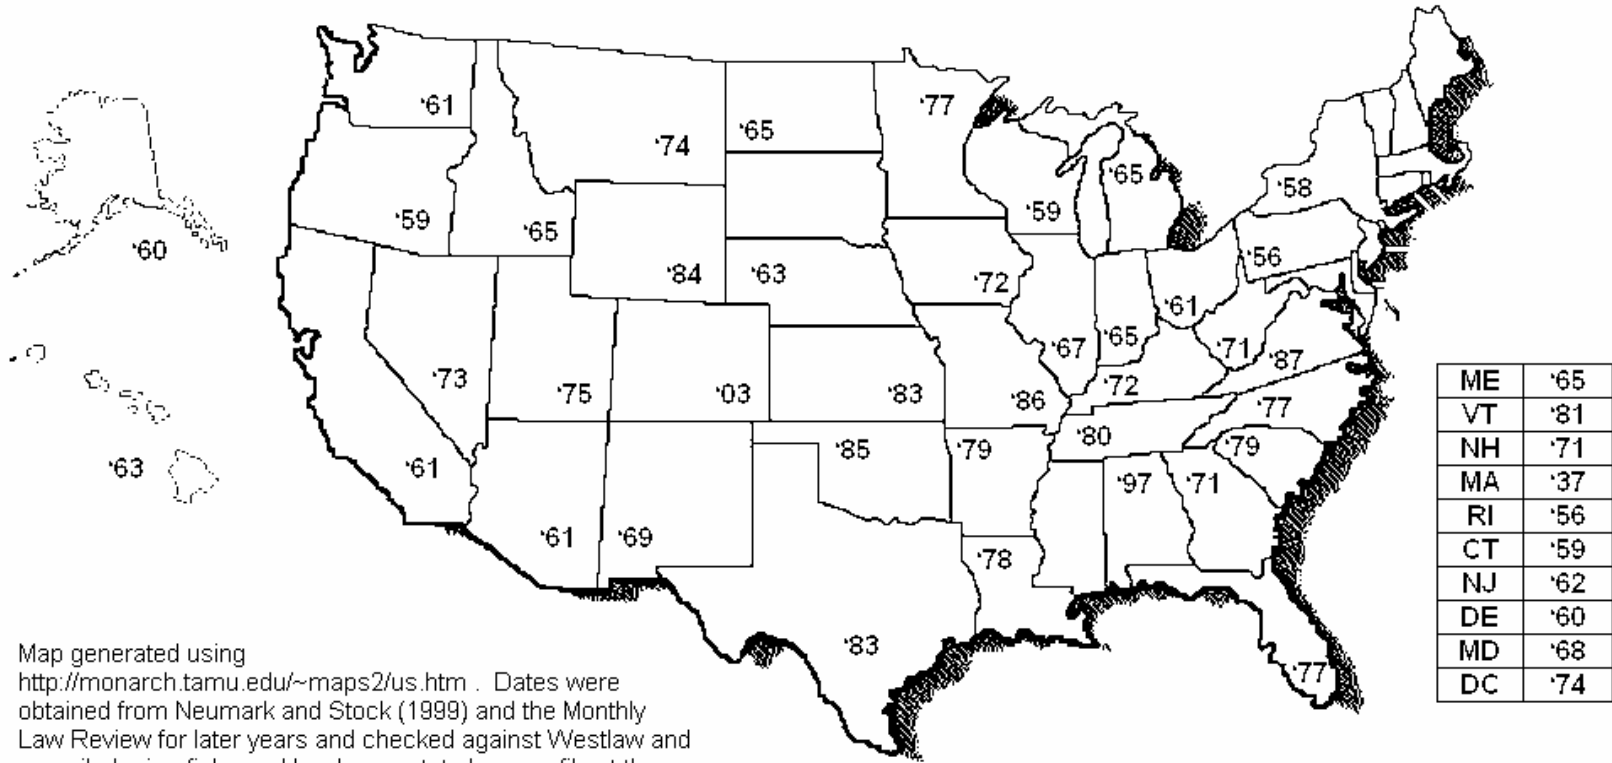 '61
'77
'74
'65
'65
'58
'59
'65
'59
'60
'56
'84
'63
'72
'61
'67
'65
'71
'87
'73
'75
'03
'83
'86
'72
'77
'80
'85
'79
'79
'63
'61
'97
'71
'61
'69
'78
'83
'77
ME '65
VT '81
NH '71
MA '37
RI '56
CT '59
NJ '62
DE '60
MD '68
DC '74
Map generated using
http://monarch.tamu.edu/~maps2/us.htm . Dates were
obtained from Neumark and Stock (1999) and the Monthly
Law Review for later years and checked against Westlaw and